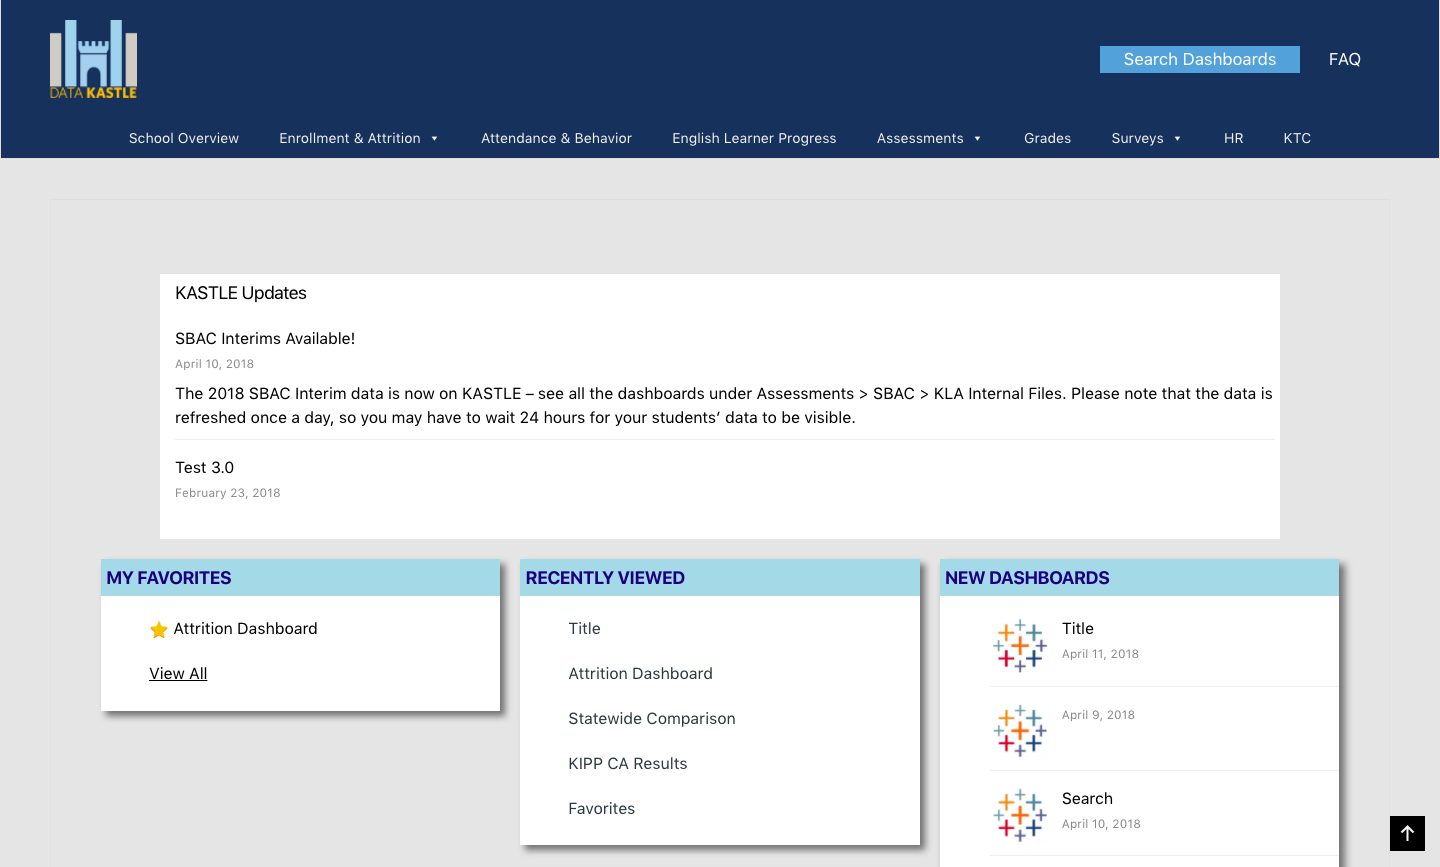 DATA KASTLE
Search Dashboards
FAQ
School Overview
Enrollment & Attrition
Attendance & Behavior
English Learner Progress
Assessments
Grades
Surveys
HR
KTC
KASTLE Updates
SBAC Interims Available!
April 10, 2018
The 2018 SBAC Interim data is now on KASTLE – see all the dashboards under Assessments > SBAC > KLA Internal Files. Please note that the data is
refreshed once a day, so you may have to wait 24 hours for your students’ data to be visible.
Test 3.0
February 23, 2018
MY FAVORITES
Attrition Dashboard
View All
RECENTLY VIEWED
Title
Attrition Dashboard
Statewide Comparison
KIPP CA Results
Favorites
NEW DASHBOARDS
Title
April 11, 2018
April 9, 2018
Search
April 10, 2018